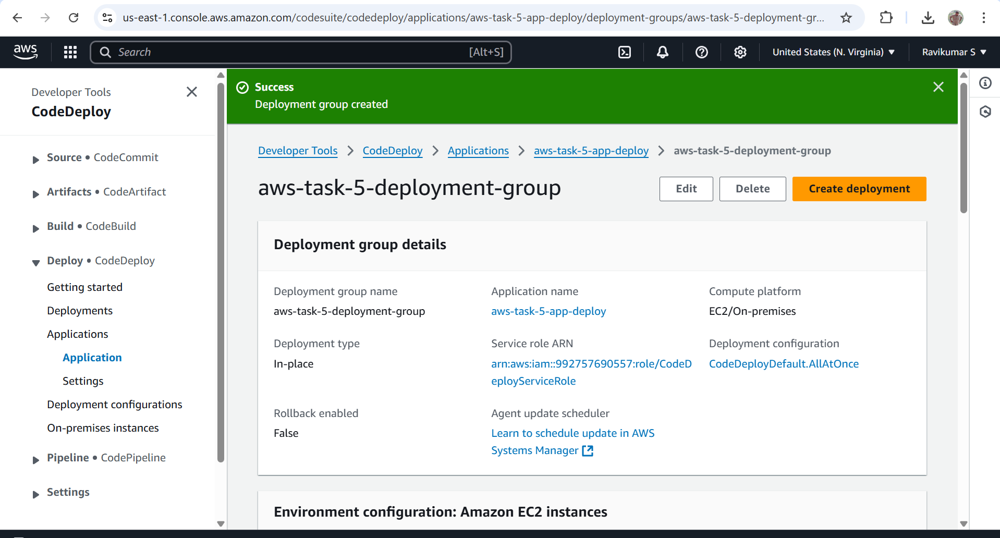 us-east-1.console.aws.amazon.com/codesuite/codedeploy/applications/aws-task-5-app-deploy/deployment-groups/aws-task-5-deployment-gr...
aws
Search
[Alt+S]
United States (N. Virginia)
Ravikumar S
Developer Tools
CodeDeploy
Source • CodeCommit
Artifacts • CodeArtifact
Build • CodeBuild
Deploy • CodeDeploy
Getting started
Deployments
Applications
Application
Settings
Deployment configurations
On-premises instances
Pipeline • CodePipeline
Settings
Success
Deployment group created
Developer Tools > CodeDeploy > Applications > aws-task-5-app-deploy > aws-task-5-deployment-group
aws-task-5-deployment-group
Edit
Delete
Create deployment
Deployment group details
Deployment group name
aws-task-5-deployment-group
Application name
aws-task-5-app-deploy
Compute platform
EC2/On-premises
Deployment type
In-place
Service role ARN
arn:aws:iam::992757690557:role/CodeD
eployServiceRole
Deployment configuration
CodeDeployDefault.AllAtOnce
Rollback enabled
False
Agent update scheduler
Learn to schedule update in AWS
Systems Manager
Environment configuration: Amazon EC2 instances